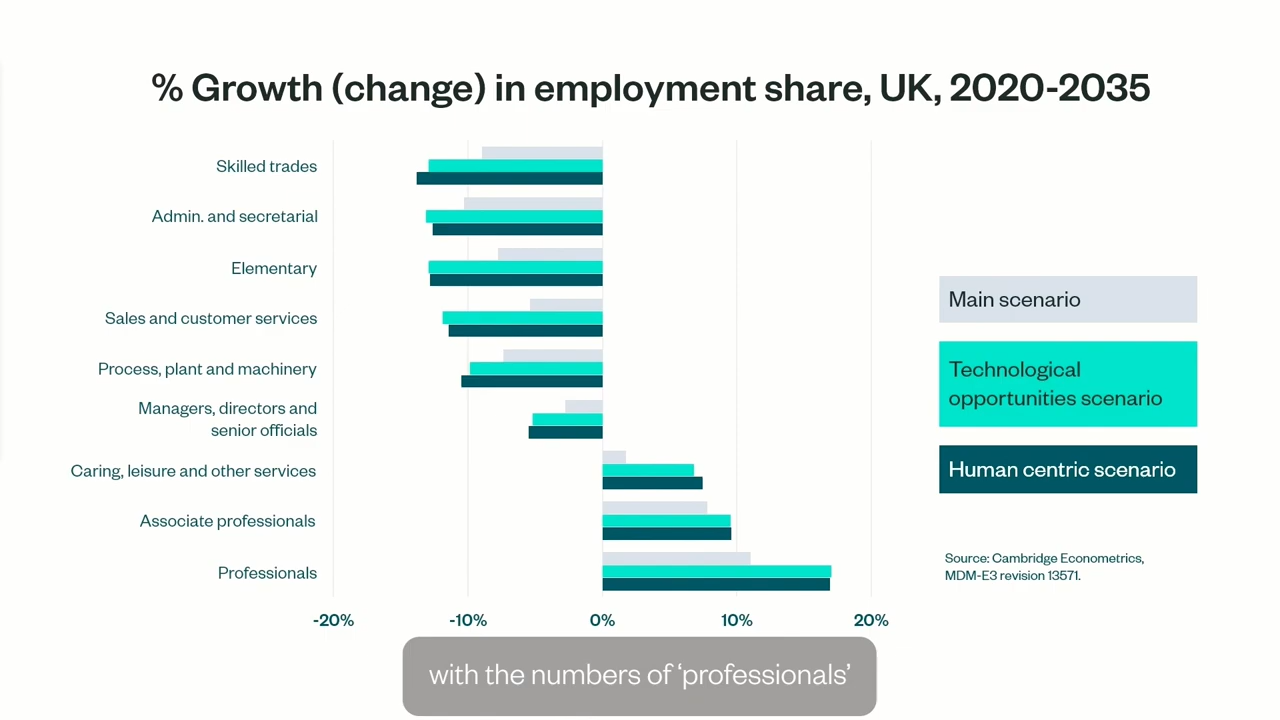 % Growth (change) in employment share, UK, 2020-2035
Skilled trades
Admin. and secretarial
Elementary
Sales and customer services
Process, plant and machinery
Managers, directors and
senior officials
Caring, leisure and other services
Associate professionals
Professionals
-20%
-10%
0%
10%
20%
Main scenario
Technological
opportunities scenario
Human centric scenario
Source: Cambridge Econometrics,
MDM-E3 revision 13571.
with the numbers of ‘professionals’